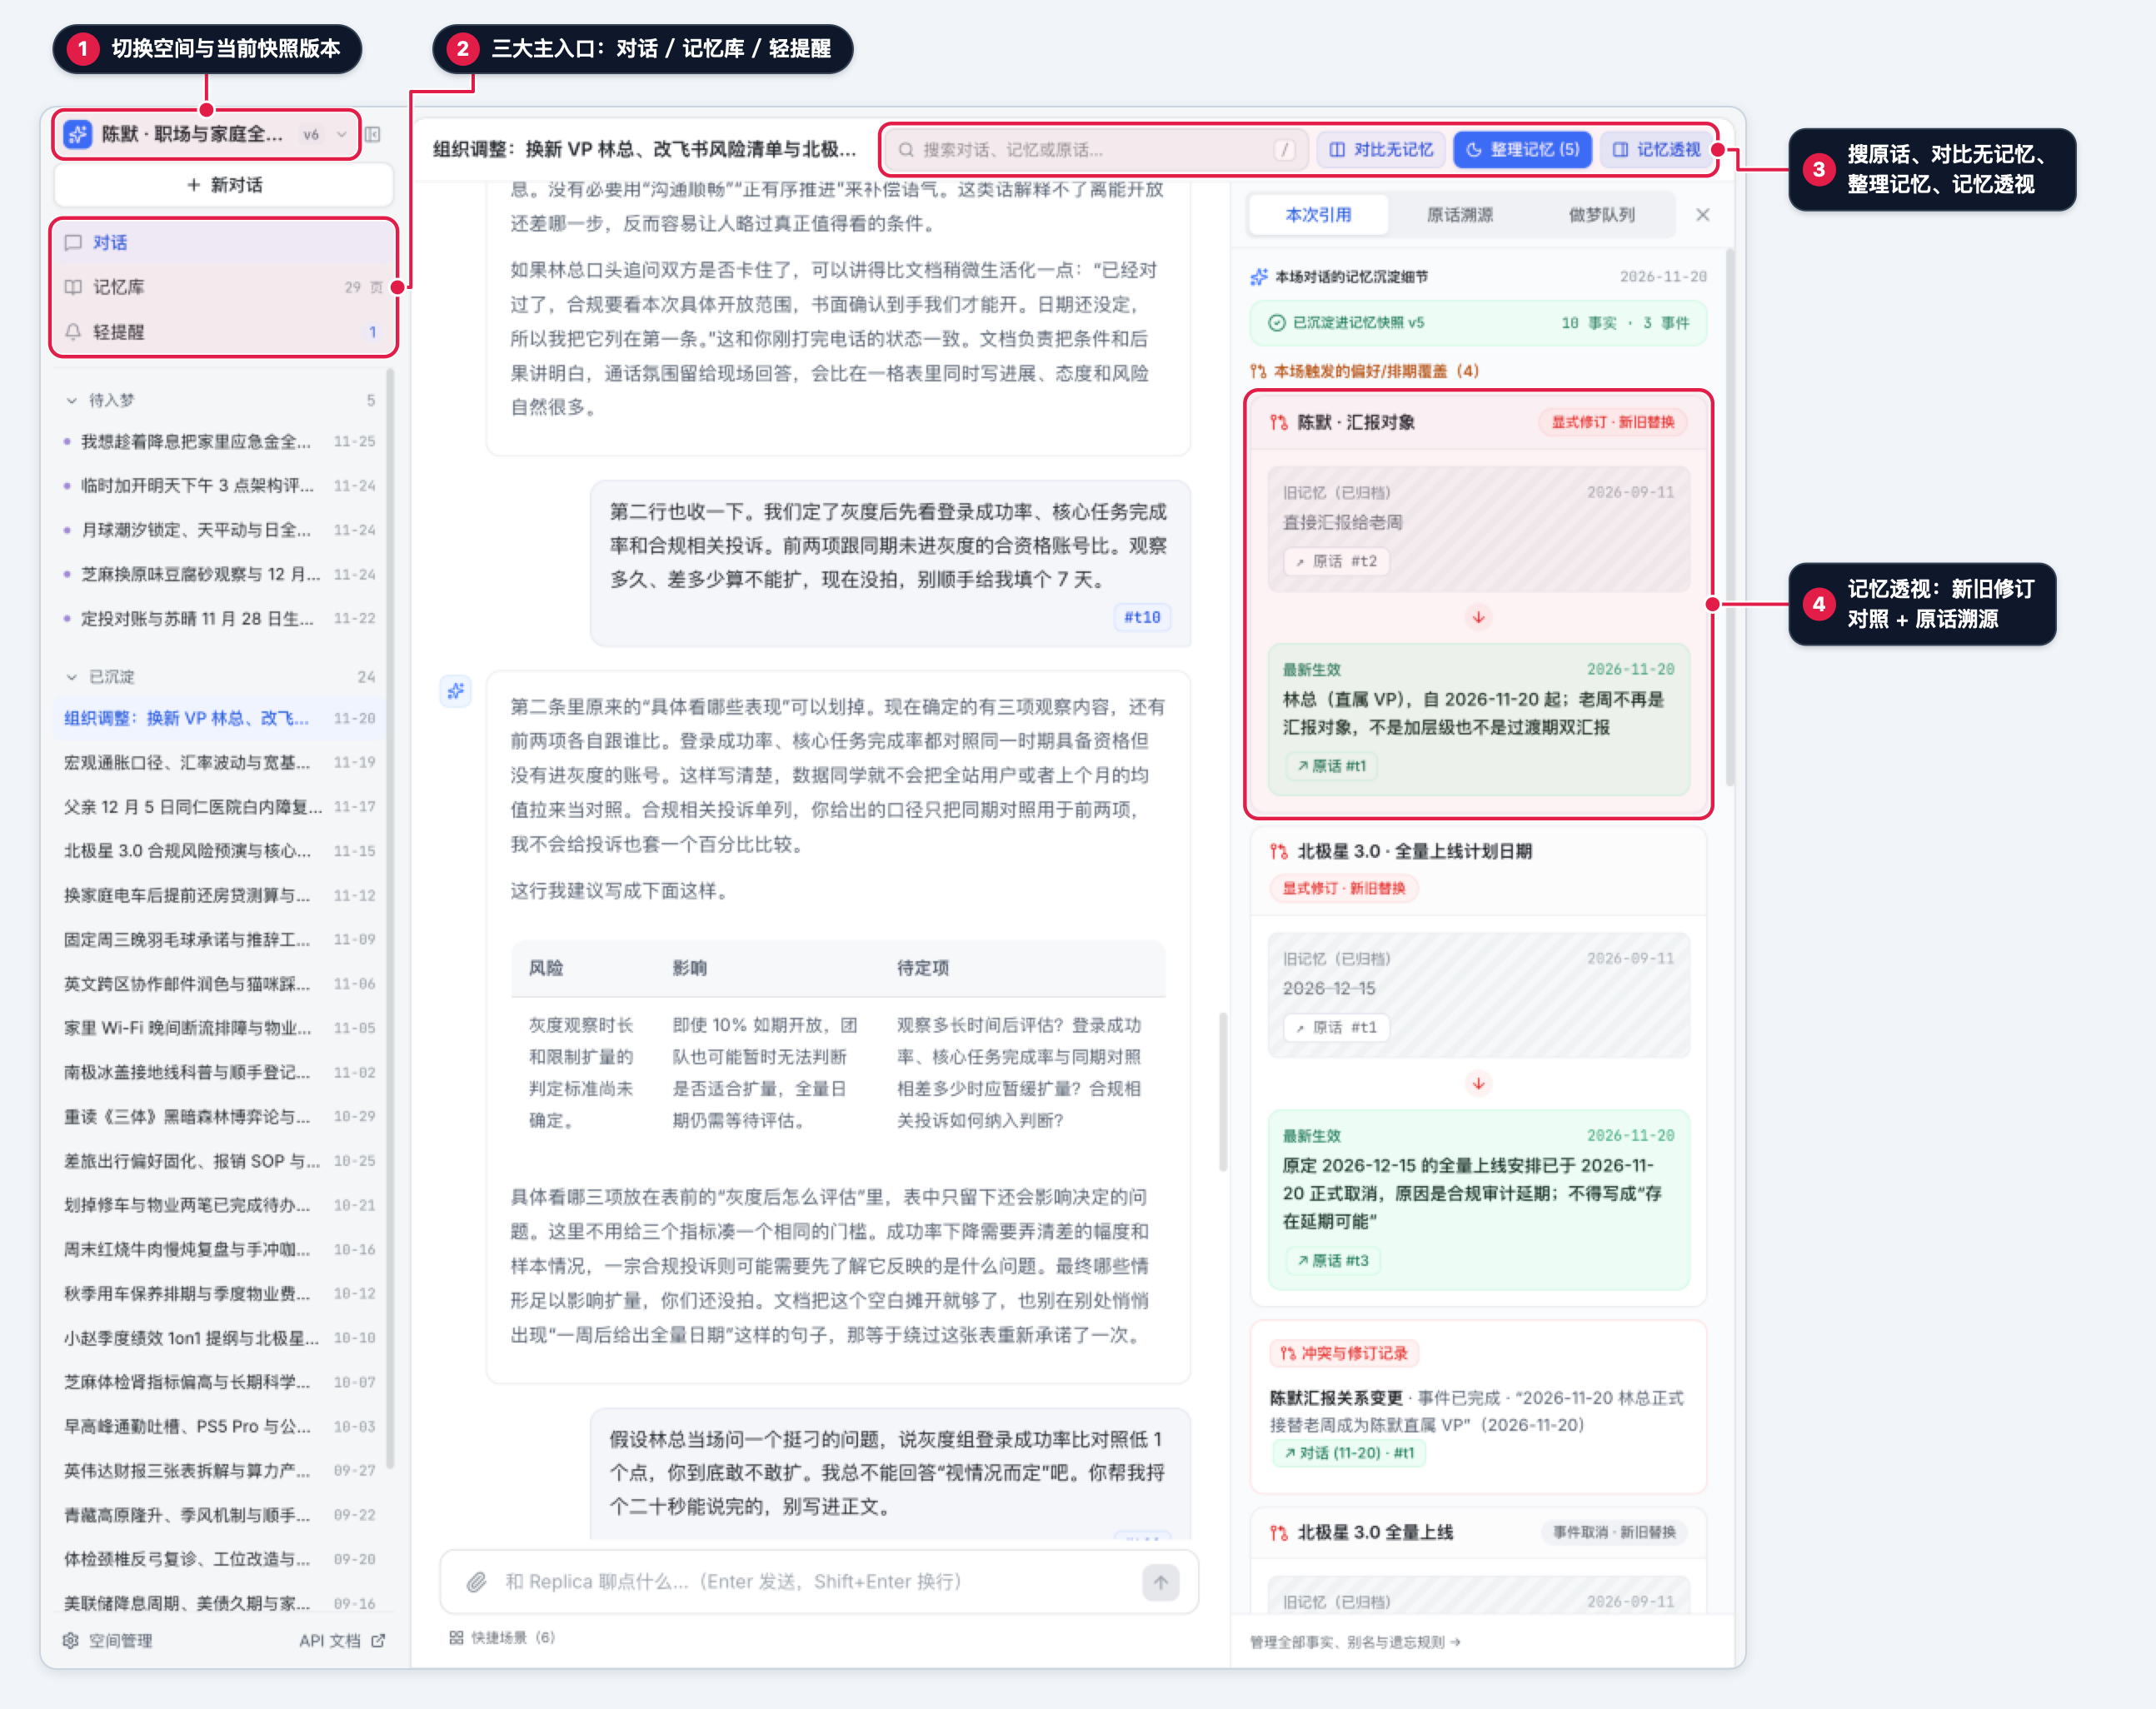 1 切换空间与当前快照版本
2 三大主入口：对话 / 记忆库 / 轻提醒
陈默 · 职场与家庭全... v6
+ 新对话
对话
记忆库 29 页
轻提醒 1
待入梦 5
我想趁着降息把家里应急金全... 11-25
临时加开明天下午 3 点架构评... 11-24
月球潮汐锁定、天平动与日全... 11-24
芝麻换原味豆腐砂观察与 12 月... 11-24
定投对账与苏晴 11 月 28 日生... 11-22
已沉淀 24
组织调整：换新 VP 林总、改飞... 11-20
宏观通胀口径、汇率波动与宽基... 11-19
父亲 12 月 5 日同仁医院白内障复... 11-17
北极星 3.0 合规风险预演与核心... 11-15
换家庭电车后提前还房贷测算与... 11-12
固定周三晚羽毛球承诺与推辞工... 11-09
英文跨区协作邮件润色与猫咪踩... 11-06
家里 Wi-Fi 晚间断流排障与物业... 11-05
南极冰盖接地线科普与顺手登记... 11-02
重读《三体》黑暗森林博弈论与... 10-29
差旅出行偏好固化、报销 SOP 与... 10-25
划掉修车与物业两笔已完成待办... 10-21
周末红烧牛肉慢炖复盘与手冲咖... 10-16
秋季用车保养排期与季度物业费... 10-12
小赵季度绩效 1on1 提纲与北极星... 10-10
芝麻体检肾指标偏高与长期科学... 10-07
早高峰通勤吐槽、PS5 Pro 与公... 10-03
英伟达财报三张表拆解与算力产... 09-27
青藏高原隆升、季风机制与顺手... 09-22
体检颈椎反弓复诊、工位改造与... 09-20
美联储降息周期、美债久期与家... 09-16
空间管理 API 文档
组织调整：换新 VP 林总、改飞书风险清单与北极...
搜索对话、记忆或原话... /
对比无记忆
整理记忆 (5)
记忆透视
3 搜原话、对比无记忆、
整理记忆、记忆透视
息。没有必要用“沟通顺畅”“正有序推进”来补偿语气。这类话解释不了离能开放
还差哪一步，反而容易让人略过真正值得看的条件。
如果林总口头追问双方是否卡住了，可以讲得比文档稍微生活化一点：“已经对
过了，合规要看本次具体开放范围，书面确认到手我们才能开。日期还没定，
所以我把它列在第一条。”这和你刚打完电话的状态一致。文档负责把条件和后
果讲明白，通话氛围留给现场回答，会比在一格表里同时写进展、态度和风险
自然很多。
第二行也收一下。我们定了灰度后先看登录成功率、核心任务完成
率和合规相关投诉。前两项跟同期未进灰度的合资格账号比。观察
多久、差多少算不能扩，现在没拍，别顺手给我填个 7 天。
#t10
第二条里原来的“具体看哪些表现”可以划掉。现在确定的有三项观察内容，还有
前两项各自跟谁比。登录成功率、核心任务完成率都对照同一时期具备资格但
没有进灰度的账号。这样写清楚，数据同学就不会把全站用户或者上个月的均
值拉来当对照。合规相关投诉单列，你给出的口径只把同期对照用于前两项，
我不会给投诉也套一个百分比比较。
这行我建议写成下面这样。
风险 影响 待定项
灰度观察时长 即使 10% 如期开放，团 观察多长时间后评估？登录成功
和限制扩量的 队也可能暂时无法判断 率、核心任务完成率与同期对照
判定标准尚未 是否适合扩量，全量日 相差多少时应暂缓扩量？合规相
确定。 期仍需等待评估。 关投诉如何纳入判断？
具体看哪三项放在表前的“灰度后怎么评估”里，表中只留下还会影响决定的问
题。这里不用给三个指标凑一个相同的门槛。成功率下降需要弄清差的幅度和
样本情况，一宗合规投诉则可能需要先了解它反映的是什么问题。最终哪些情
形足以影响扩量，你们还没拍。文档把这个空白摊开就够了，也别在别处悄悄
出现“一周后给出全量日期”这样的句子，那等于绕过这张表重新承诺了一次。
假设林总当场问一个挺刁的问题，说灰度组登录成功率比对照低 1
个点，你到底敢不敢扩。我总不能回答“视情况而定”吧。你帮我捋
个二十秒能说完的，别写进正文。
和 Replica 聊点什么...（Enter 发送，Shift+Enter 换行）
快捷场景（6）
本次引用 原话溯源 做梦队列
本场对话的记忆沉淀细节 2026-11-20
已沉淀进记忆快照 v5 10 事实 · 3 事件
本场触发的偏好/排期覆盖（4）
陈默 · 汇报对象 显式修订 · 新旧替换
旧记忆（已归档） 2026-09-11
直接汇报给老周
↗ 原话 #t2
最新生效 2026-11-20
林总（直属 VP），自 2026-11-20 起；老周不再是
汇报对象，不是加层级也不是过渡期双汇报
↗ 原话 #t1
4 记忆透视：新旧修订
对照 + 原话溯源
北极星 3.0 · 全量上线计划日期
显式修订 · 新旧替换
旧记忆（已归档） 2026-09-11
2026-12-15
↗ 原话 #t1
最新生效 2026-11-20
原定 2026-12-15 的全量上线安排已于 2026-11-
20 正式取消，原因是合规审计延期；不得写成“存
在延期可能”
↗ 原话 #t3
冲突与修订记录
陈默汇报关系变更 · 事件已完成 · “2026-11-20 林总正式
接替老周成为陈默直属 VP”（2026-11-20）
↗ 对话 (11-20) · #t1
北极星 3.0 全量上线 事件取消 · 新旧替换
旧记忆（已归档） 2026-09-11
管理全部事实、别名与遗忘规则 →